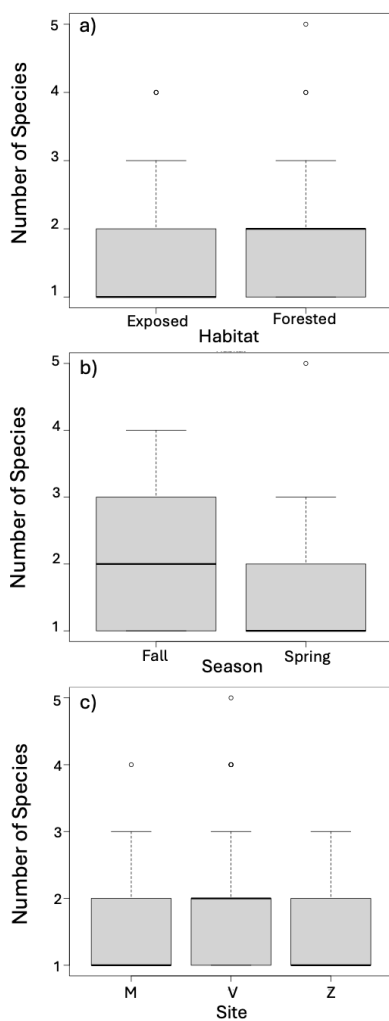 a)
Number of Species
5
4
3
2
1
Exposed Forested
Habitat
b)
Number of Species
5
4
3
2
1
Fall Spring
Season
c)
Number of Species
5
4
3
2
1
M V Z
Site